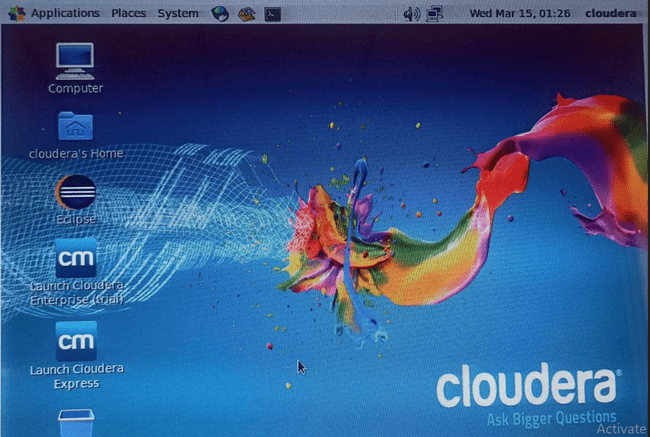 Applications Places System Wed Mar 15, 01:26 cloudera
Computer
cloudera's Home
Eclipse
cm
Launch Cloudera
Enterprise (trial)
cm
Launch Cloudera
Express
cloudera®
Ask Bigger Questions
Activate